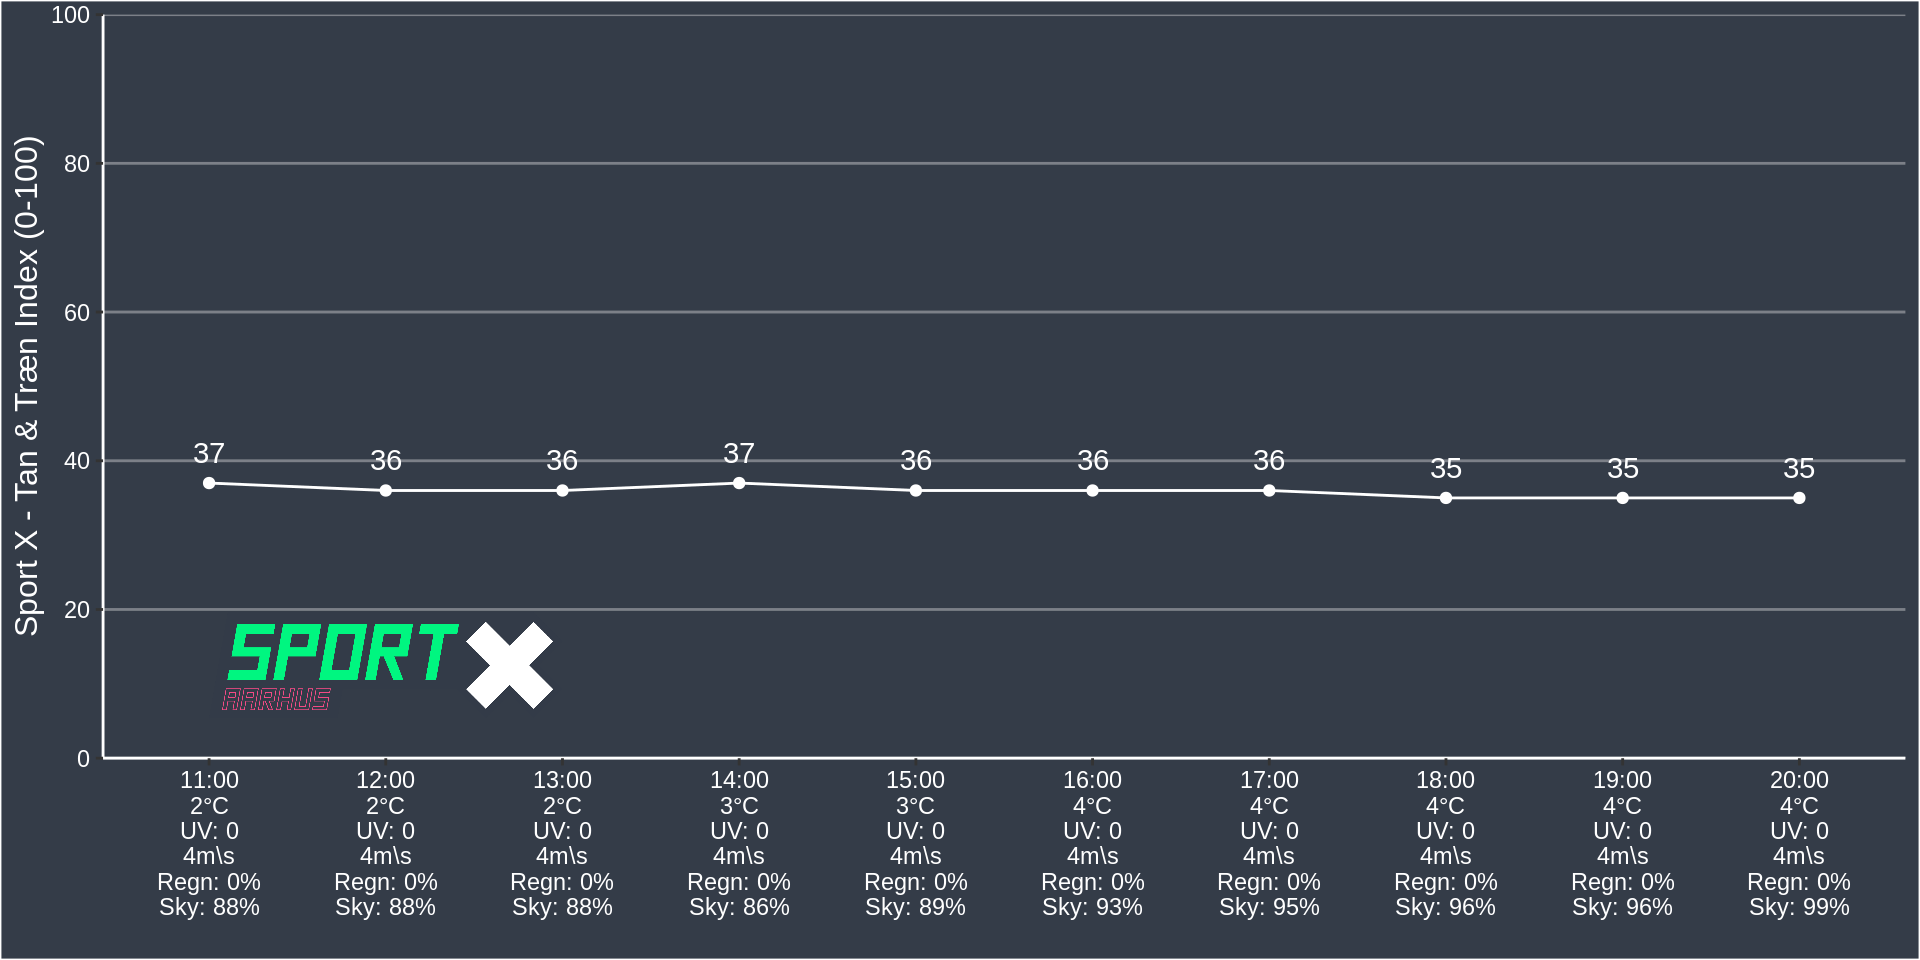 Sport X - Tan & Træn Index (0-100)
100
80
60
40
20
0
37 36 36 37 36 36 36 35 35 35
SPORT X
AARHUS
11:00 12:00 13:00 14:00 15:00 16:00 17:00 18:00 19:00 20:00
2°C 2°C 2°C 3°C 3°C 4°C 4°C 4°C 4°C 4°C
UV: 0 UV: 0 UV: 0 UV: 0 UV: 0 UV: 0 UV: 0 UV: 0 UV: 0 UV: 0
4m\s 4m\s 4m\s 4m\s 4m\s 4m\s 4m\s 4m\s 4m\s 4m\s
Regn: 0% Regn: 0% Regn: 0% Regn: 0% Regn: 0% Regn: 0% Regn: 0% Regn: 0% Regn: 0% Regn: 0%
Sky: 88% Sky: 88% Sky: 88% Sky: 86% Sky: 89% Sky: 93% Sky: 95% Sky: 96% Sky: 96% Sky: 99%